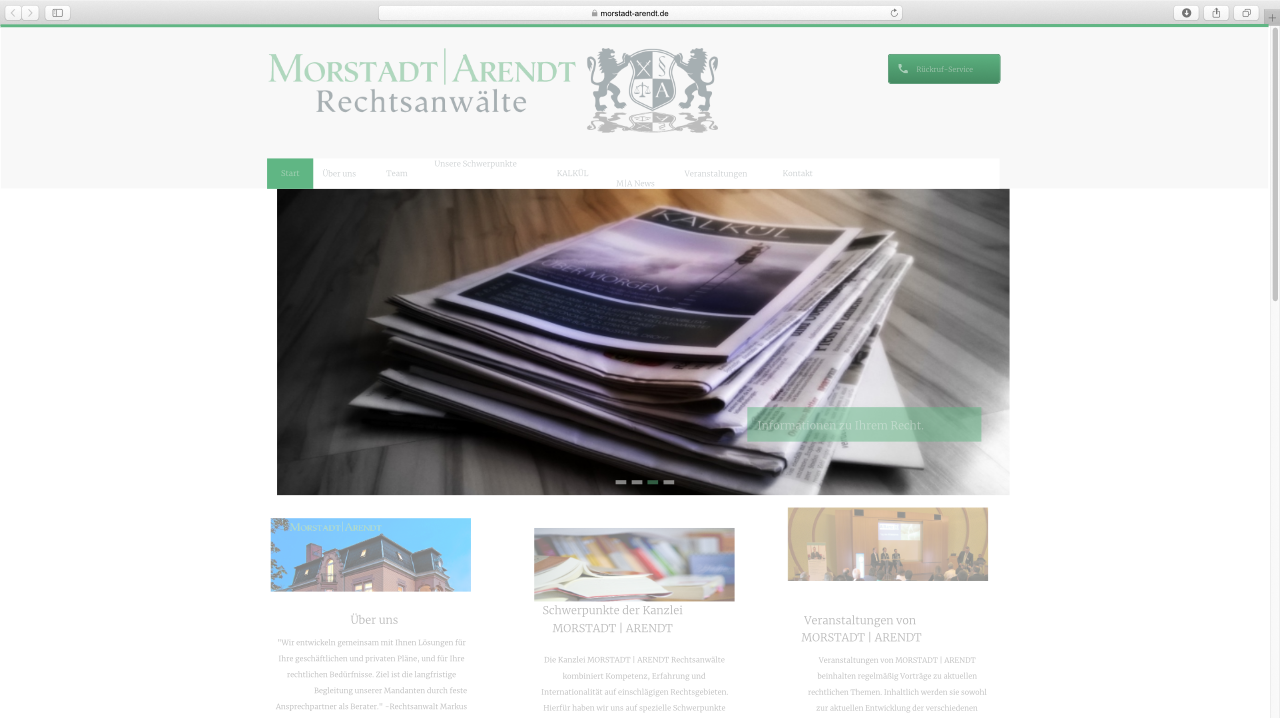 morstadt-arendt.de
MORSTADT | ARENDT
Rechtsanwälte
§
A
Rückruf-Service
Start
Über uns
Team
Unsere Schwerpunkte
KALKÜL
M|A News
Veranstaltungen
Kontakt
KALKÜL
ÜBER MORGEN
Informationen zu Ihrem Recht.
MORSTADT | ARENDT
Über uns
"Wir entwickeln gemeinsam mit Ihnen Lösungen für
Ihre geschäftlichen und privaten Pläne, und für Ihre
rechtlichen Bedürfnisse. Ziel ist die langfristige
Begleitung unserer Mandanten durch feste
Ansprechpartner als Berater." -Rechtsanwalt Markus
Schwerpunkte der Kanzlei
MORSTADT | ARENDT
Die Kanzlei MORSTADT | ARENDT Rechtsanwälte
kombiniert Kompetenz, Erfahrung und
Internationalität auf einschlägigen Rechtsgebieten.
Hierfür haben wir uns auf spezielle Schwerpunkte
Veranstaltungen von
MORSTADT | ARENDT
Veranstaltungen von MORSTADT | ARENDT
beinhalten regelmäßig Vorträge zu aktuellen
rechtlichen Themen. Inhaltlich werden sie sowohl
zur aktuellen Entwicklung der verschiedenen